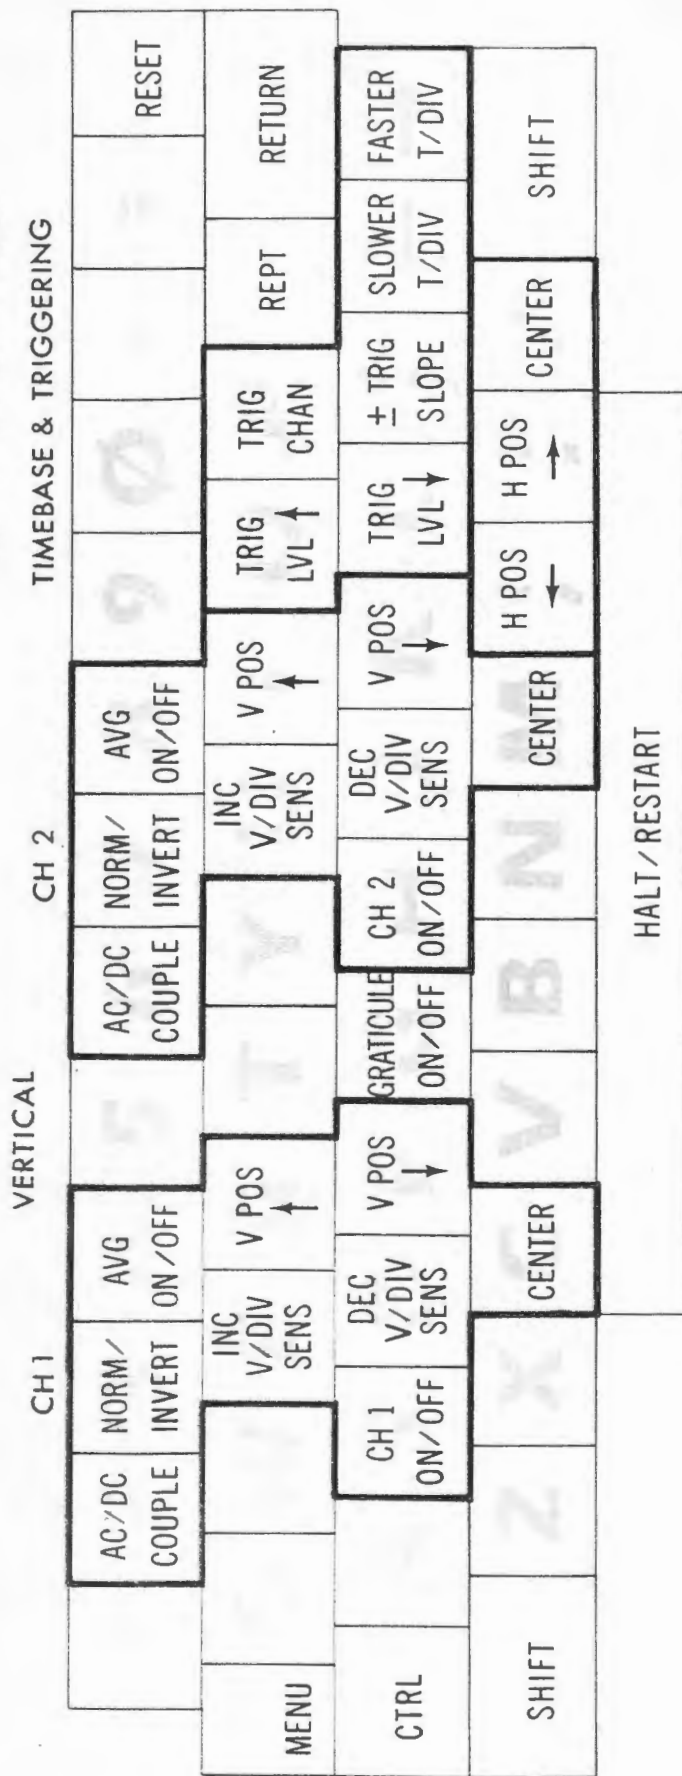 VERTICAL
CH 1
CH 2
TIMEBASE & TRIGGERING
AC/DC
COUPLE
NORM/
INVERT
AVG
ON/OFF
5
AC/DC
COUPLE
NORM/
INVERT
AVG
ON/OFF
9
Ø
=
RESET
MENU
INC
V/DIV
SENS
V POS
↑
T
Y
INC
V/DIV
SENS
V POS
↑
TRIG
LVL ↑
TRIG
CHAN
REPT
RETURN
CTRL
CH 1
ON/OFF
DEC
V/DIV
SENS
V POS
↓
GRATICULE
ON/OFF
CH 2
ON/OFF
DEC
V/DIV
SENS
V POS
↓
TRIG
LVL ↓
± TRIG
SLOPE
SLOWER
T/DIV
FASTER
T/DIV
SHIFT
Z
X
CENTER
V
B
N
CENTER
H POS
←
H POS
→
CENTER
SHIFT
HALT/RESTART